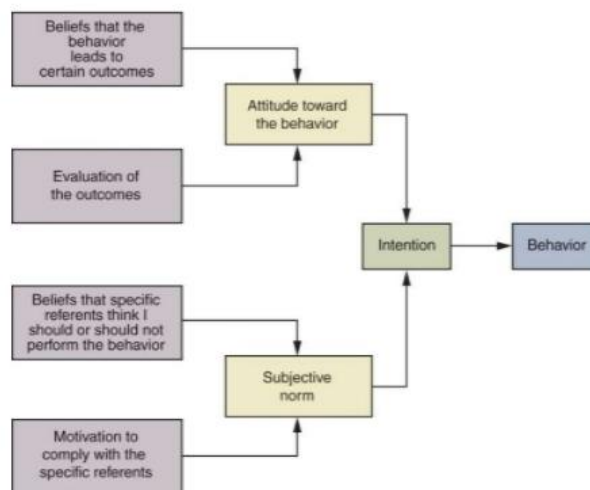 Beliefs that the
behavior
leads to
certain outcomes
Attitude toward
the behavior
Evaluation of
the outcomes
Intention
Behavior
Beliefs that specific
referents think I
should or should not
perform the behavior
Subjective
norm
Motivation to
comply with the
specific referents